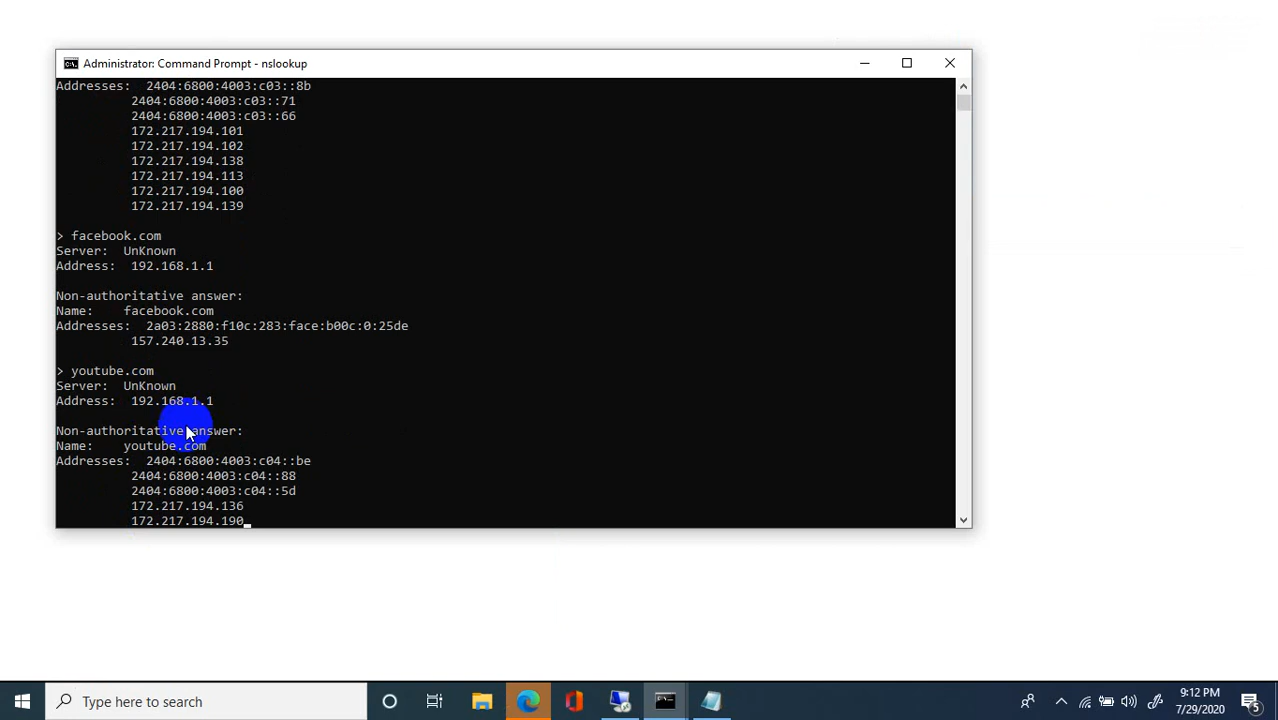 Administrator: Command Prompt - nslookup
Addresses:  2404:6800:4003:c03::8b
2404:6800:4003:c03::71
2404:6800:4003:c03::66
172.217.194.101
172.217.194.102
172.217.194.138
172.217.194.113
172.217.194.100
172.217.194.139
> facebook.com
Server:  UnKnown
Address:  192.168.1.1
Non-authoritative answer:
Name:    facebook.com
Addresses:  2a03:2880:f10c:283:face:b00c:0:25de
157.240.13.35
> youtube.com
Server:  UnKnown
Address:  192.168.1.1
Non-authoritative answer:
Name:    youtube.com
Addresses:  2404:6800:4003:c04::be
2404:6800:4003:c04::88
2404:6800:4003:c04::5d
172.217.194.136
172.217.194.190
Type here to search
9:12 PM
7/29/2020
5